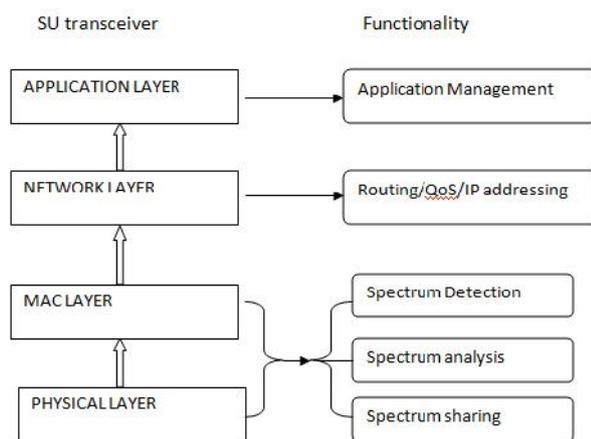 SU transceiver
Functionality
APPLICATION LAYER
Application Management
NETWORK LAYER
Routing/QoS/IP addressing
MAC LAYER
Spectrum Detection
Spectrum analysis
PHYSICAL LAYER
Spectrum sharing